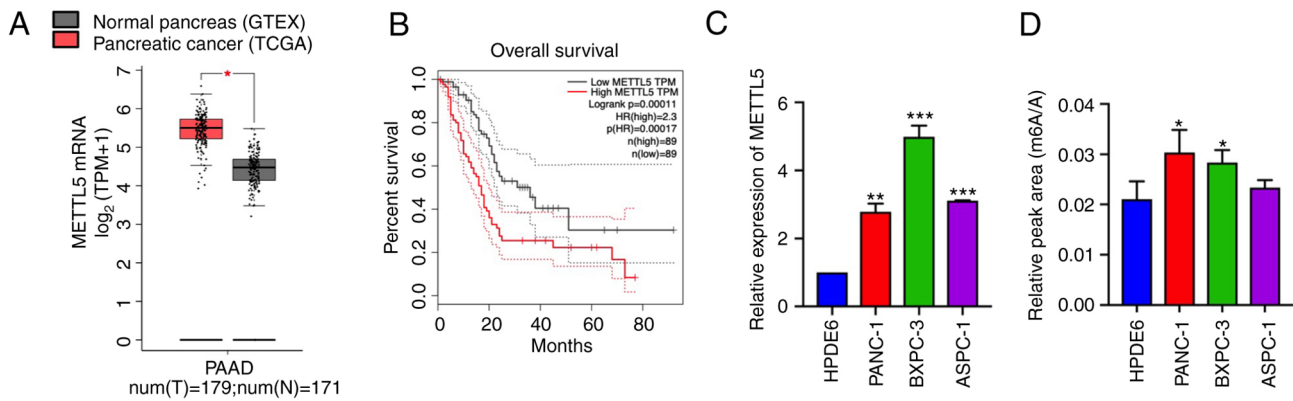 A
Normal pancreas (GTEX)
Pancreatic cancer (TCGA)
METTL5 mRNA
log2 (TPM+1)
7
6
5
4
3
2
1
0
*
PAAD
num(T)=179;num(N)=171
B
Overall survival
Low METTL5 TPM
High METTL5 TPM
Logrank p=0.00011
HR(high)=2.3
p(HR)=0.00017
n(high)=89
n(low)=89
Percent survival
1.0
0.8
0.6
0.4
0.2
0.0
0 20 40 60 80
Months
C
Relative expression of METTL5
6
4
2
0
**
***
***
HPDE6
PANC-1
BXPC-3
ASPC-1
D
Relative peak area (m6A/A)
0.04
0.03
0.02
0.01
0.00
*
*
HPDE6
PANC-1
BXPC-3
ASPC-1